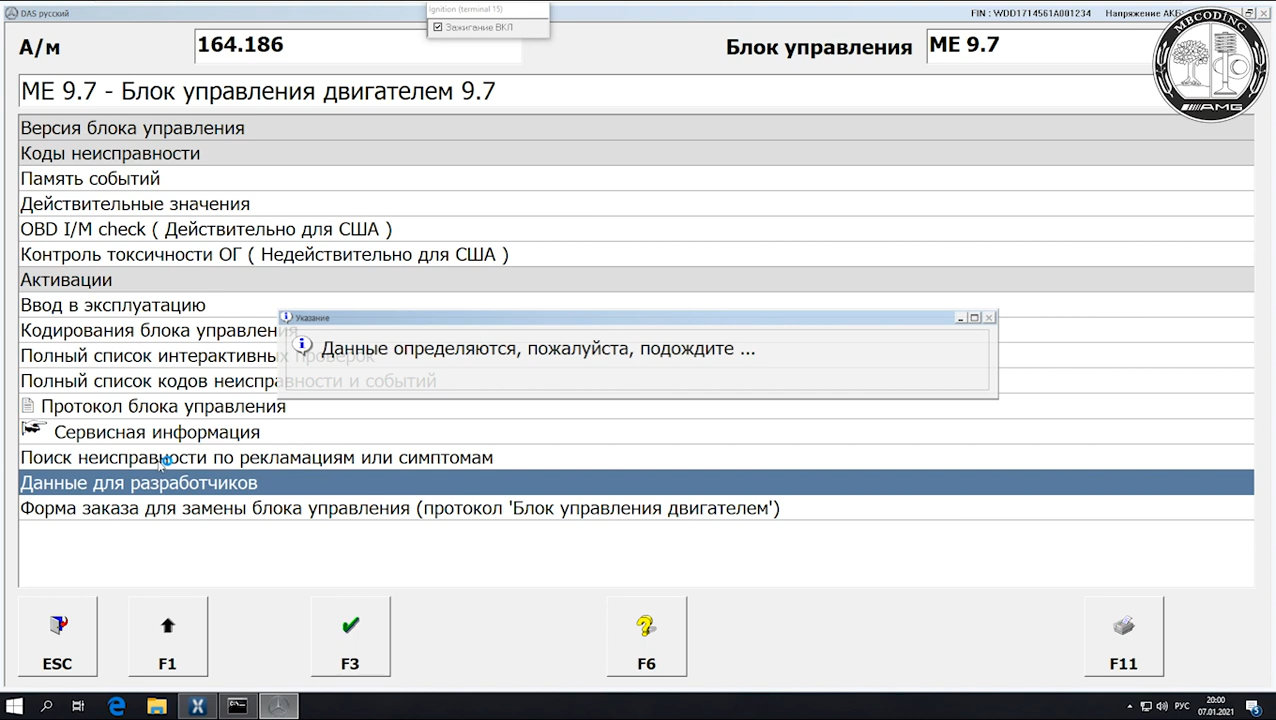 DAS русский
Ignition (terminal 15)
Зажигание ВКЛ
FIN : WDD1714561A001234
Напряжение АКБ
А/м
164.186
Блок управления
ME 9.7
MBCODING
AMG
ME 9.7 - Блок управления двигателем 9.7
Версия блока управления
Коды неисправности
Память событий
Действительные значения
OBD I/M check ( Действительно для США )
Контроль токсичности ОГ ( Недействительно для США )
Активации
Ввод в эксплуатацию
Кодирования блока управления
Указание
Данные определяются, пожалуйста, подождите ...
Полный список интерактивных проверок
Полный список кодов неисправности и событий
Протокол блока управления
Сервисная информация
Поиск неисправности по рекламациям или симптомам
Данные для разработчиков
Форма заказа для замены блока управления (протокол 'Блок управления двигателем')
ESC
F1
F3
F6
F11
РУС
20:00
07.01.2021
5